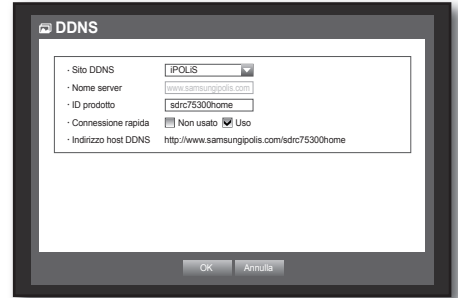 DDNS
· Sito DDNS iPOLiS
· Nome server www.samsungipolis.com
· ID prodotto sdrc75300home
· Connessione rapida Non usato Uso
· Indirizzo host DDNS http://www.samsungipolis.com/sdrc75300home
OK Annulla